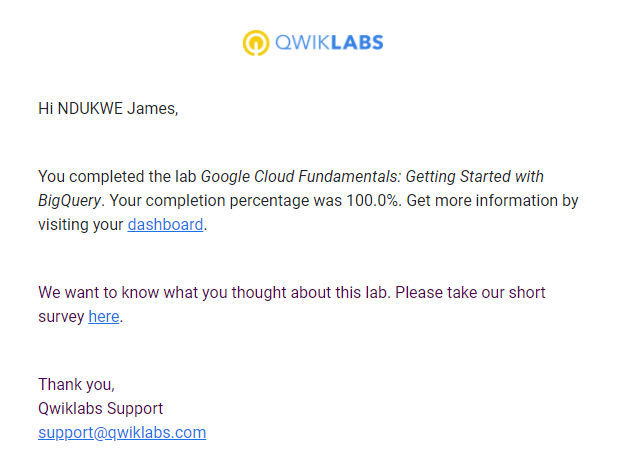 QWIKLABS
Hi NDUKWE James,
You completed the lab Google Cloud Fundamentals: Getting Started with
BigQuery. Your completion percentage was 100.0%. Get more information by
visiting your dashboard.
We want to know what you thought about this lab. Please take our short
survey here.
Thank you,
Qwiklabs Support
support@qwiklabs.com